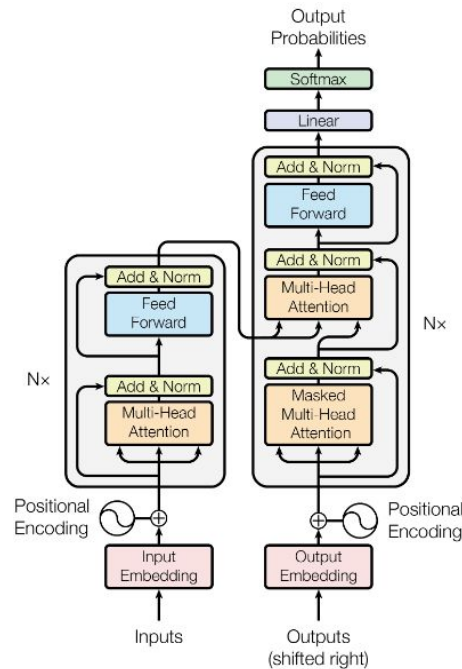 Output
Probabilities
Softmax
Linear
Add & Norm
Feed
Forward
Add & Norm
Multi-Head
Attention
Nx
Add & Norm
Masked
Multi-Head
Attention
Positional
Encoding
Output
Embedding
Outputs
(shifted right)
Add & Norm
Feed
Forward
Nx
Add & Norm
Multi-Head
Attention
Positional
Encoding
Input
Embedding
Inputs